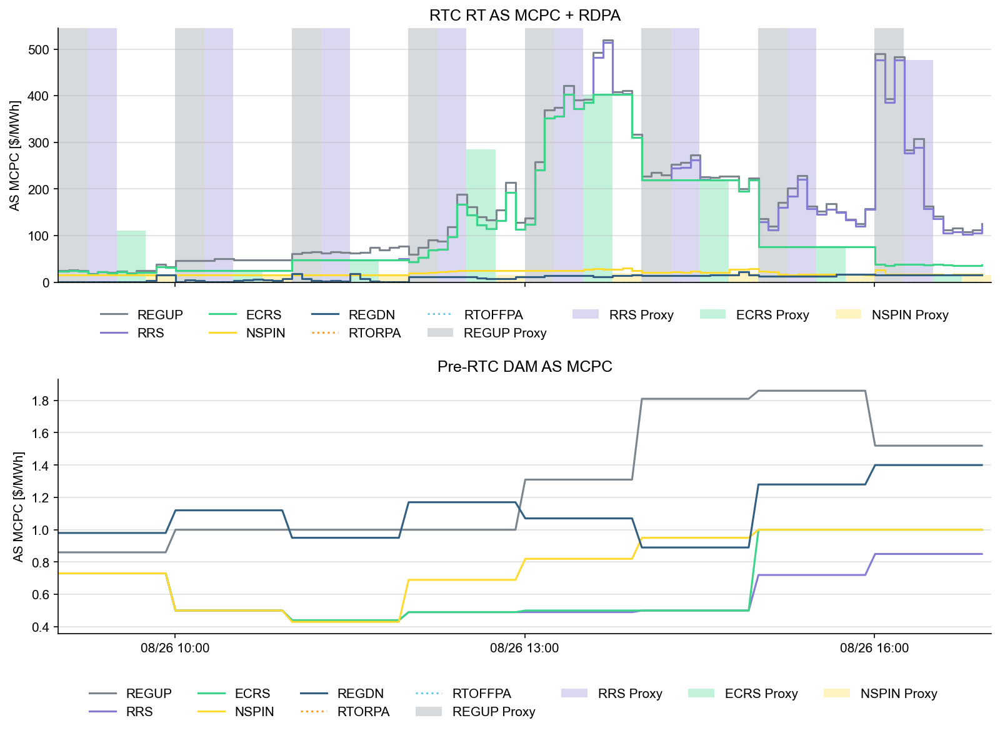 RTC RT AS MCPC + RDPA
AS MCPC [$/MWh]
500
400
300
200
100
0
REGUP ECRS REGDN RTOFFPA RRS Proxy ECRS Proxy NSPIN Proxy
RRS NSPIN RTORPA REGUP Proxy
Pre-RTC DAM AS MCPC
AS MCPC [$/MWh]
1.8
1.6
1.4
1.2
1.0
0.8
0.6
0.4
08/26 10:00 08/26 13:00 08/26 16:00
REGUP ECRS REGDN RTOFFPA RRS Proxy ECRS Proxy NSPIN Proxy
RRS NSPIN RTORPA REGUP Proxy